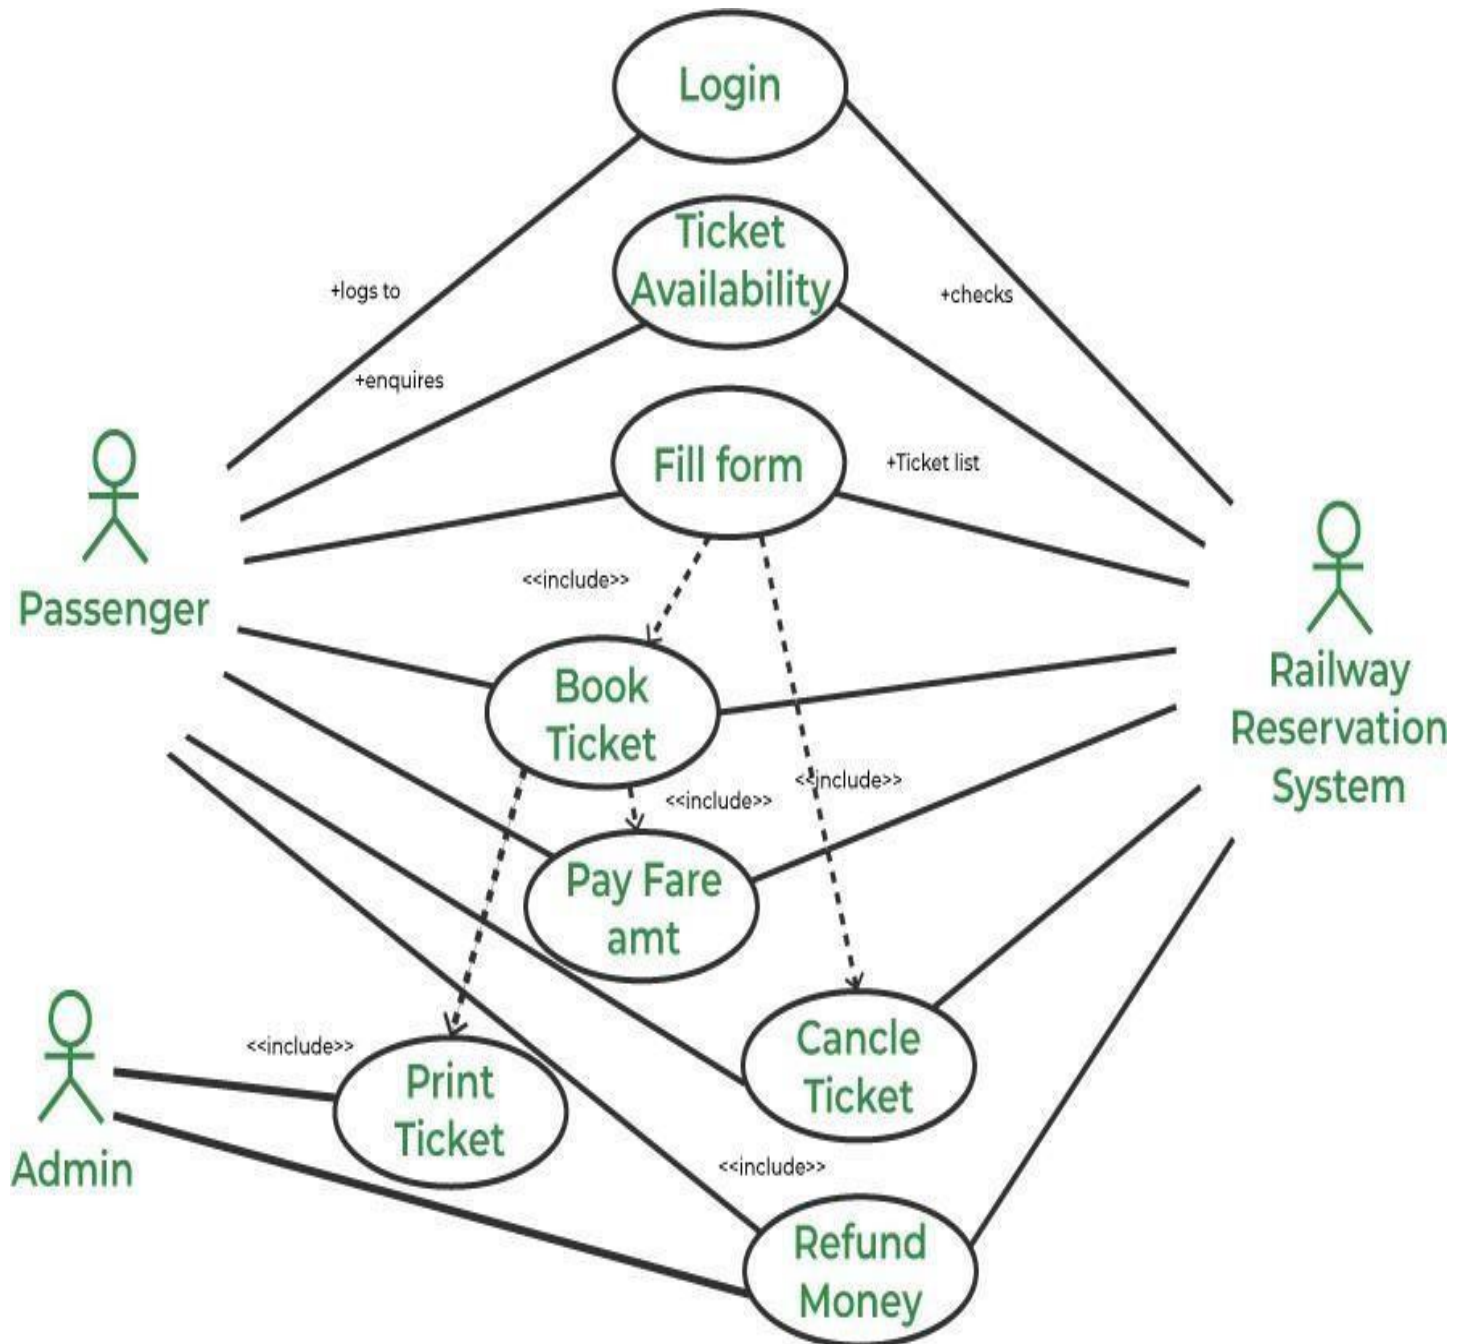 Login
Ticket
Availability
+logs to
+checks
+enquires
Fill form
+Ticket list
<<include>>
Passenger
Railway
Reservation
System
Book
Ticket
<<include>>
<<include>>
Pay Fare
amt
<<include>>
Cancle
Ticket
Print
Ticket
Admin
<<include>>
Refund
Money